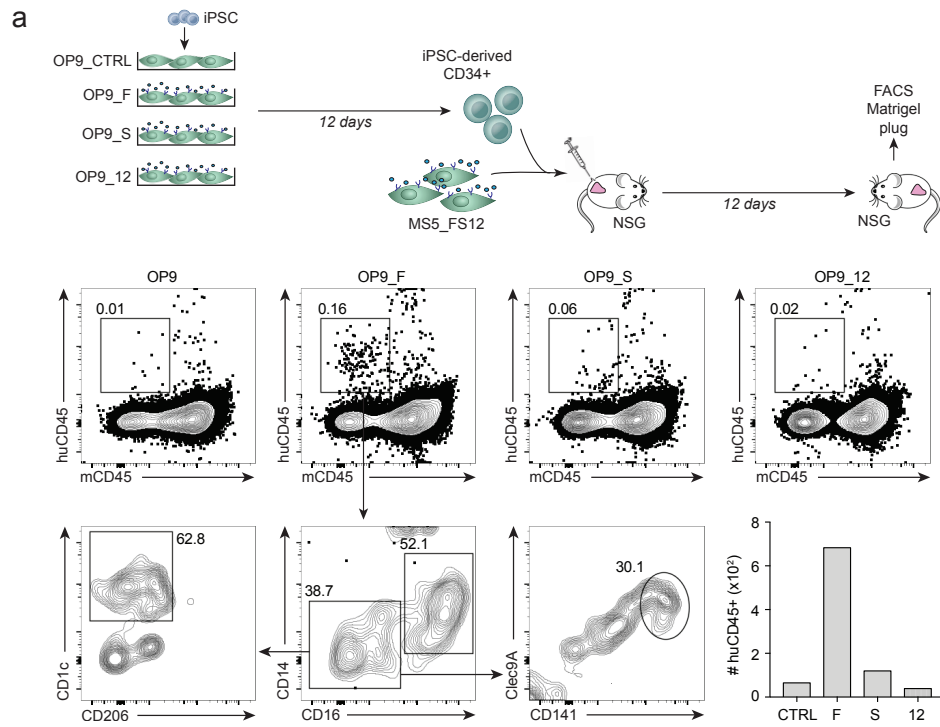 a
iPSC
OP9_CTRL
OP9_F
OP9_S
OP9_12
12 days
iPSC-derived
CD34+
MS5_FS12
NSG
12 days
FACS
Matrigel
plug
NSG
OP9
OP9_F
OP9_S
OP9_12
0.01
0.16
0.06
0.02
huCD45
huCD45
huCD45
huCD45
mCD45
mCD45
mCD45
mCD45
62.8
CD1c
CD206
38.7
52.1
CD14
CD16
30.1
Clec9A
CD141
# huCD45+ (x10²)
8
6
4
2
0
CTRL F S 12